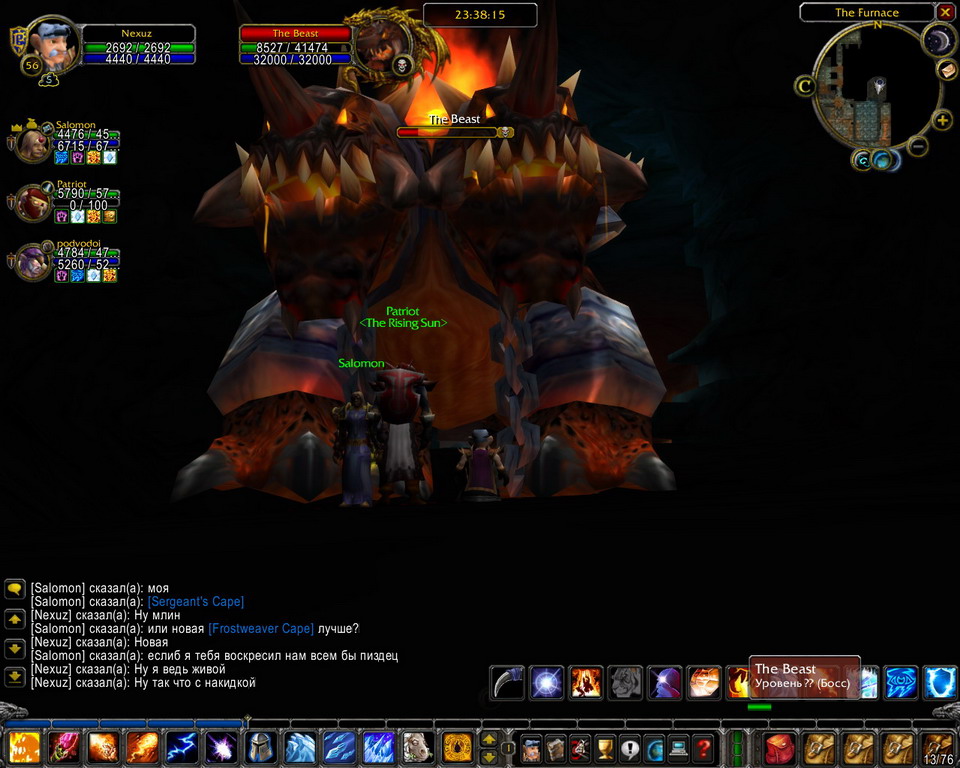 23:38:15
Nexuz
2692 / 2692
4440 / 4440
56
5
The Beast
8527 / 41474
32000 / 32000
The Furnace
N
C
The Beast
Salomon
4476 / 45...
6715 / 67...
Patriot
5790 / 57...
0 / 100
podvodoi
4784 / 47...
5260 / 52...
Patriot
<The Rising Sun>
Salomon
[Salomon] сказал(а): моя
[Salomon] сказал(а): [Sergeant's Cape]
[Nexuz] сказал(а): Ну млин
[Salomon] сказал(а): или новая [Frostweaver Cape] лучше?
[Nexuz] сказал(а): Новая
[Salomon] сказал(а): еслиб я тебя воскресил нам всем бы пиздец
[Nexuz] сказал(а): Ну я ведь живой
[Nexuz] сказал(а): Ну так что с накидкой
The Beast
Уровень ?? (Босс)
1
13/76